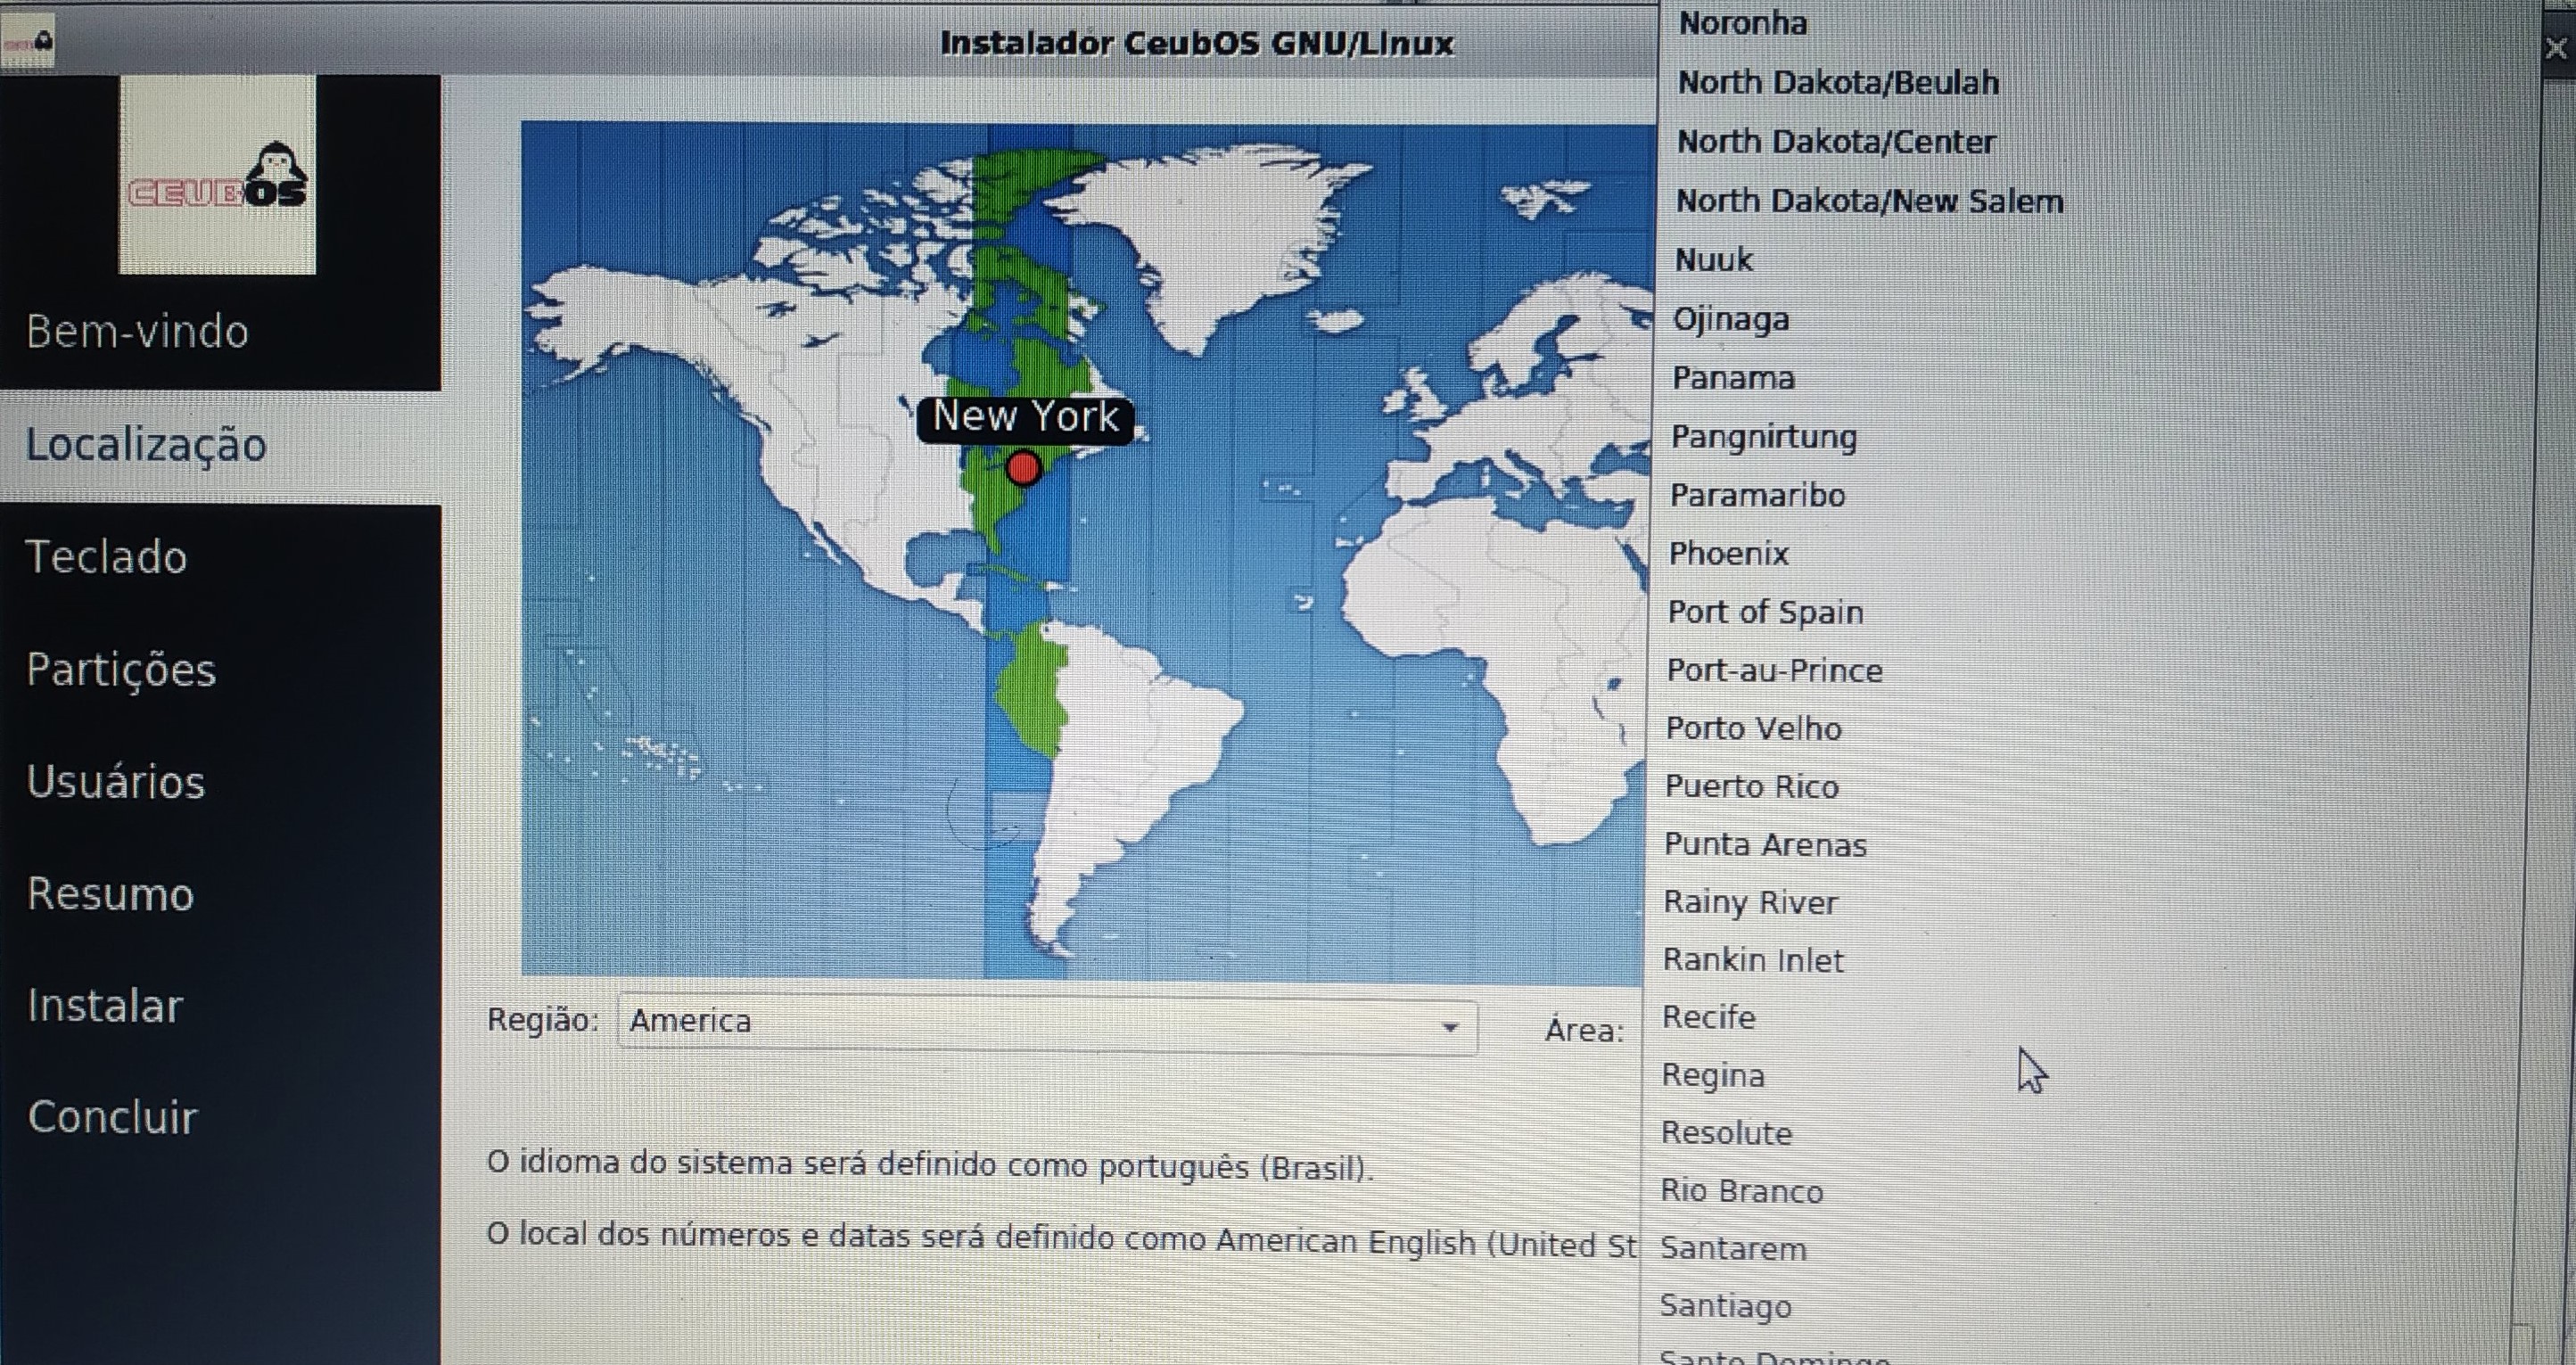 Instalador CeubOS GNU/Linux
CEUBOS
Bem-vindo
Localização
Teclado
Partições
Usuários
Resumo
Instalar
Concluir
New York
Região: America
Área:
O idioma do sistema será definido como português (Brasil).
O local dos números e datas será definido como American English (United St
Noronha
North Dakota/Beulah
North Dakota/Center
North Dakota/New Salem
Nuuk
Ojinaga
Panama
Pangnirtung
Paramaribo
Phoenix
Port of Spain
Port-au-Prince
Porto Velho
Puerto Rico
Punta Arenas
Rainy River
Rankin Inlet
Recife
Regina
Resolute
Rio Branco
Santarem
Santiago
Santo Domingo